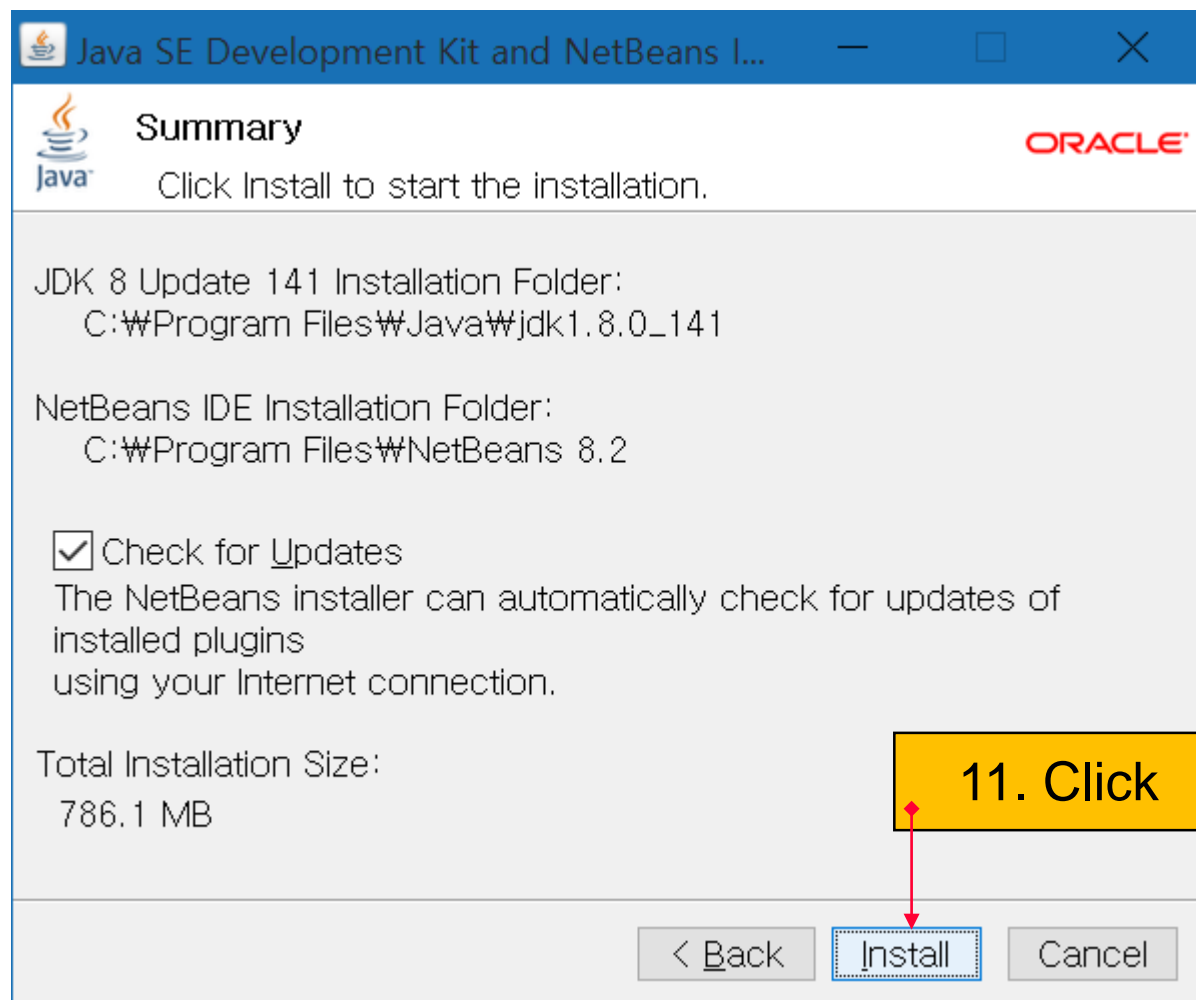 Java SE Development Kit and NetBeans I...
Java
Summary
ORACLE
Click Install to start the installation.
JDK 8 Update 141 Installation Folder:
C:₩Program Files₩Java₩jdk1.8.0_141
NetBeans IDE Installation Folder:
C:₩Program Files₩NetBeans 8.2
Check for Updates
The NetBeans installer can automatically check for updates of
installed plugins
using your Internet connection.
Total Installation Size:
786.1 MB
11. Click
< Back
Install
Cancel